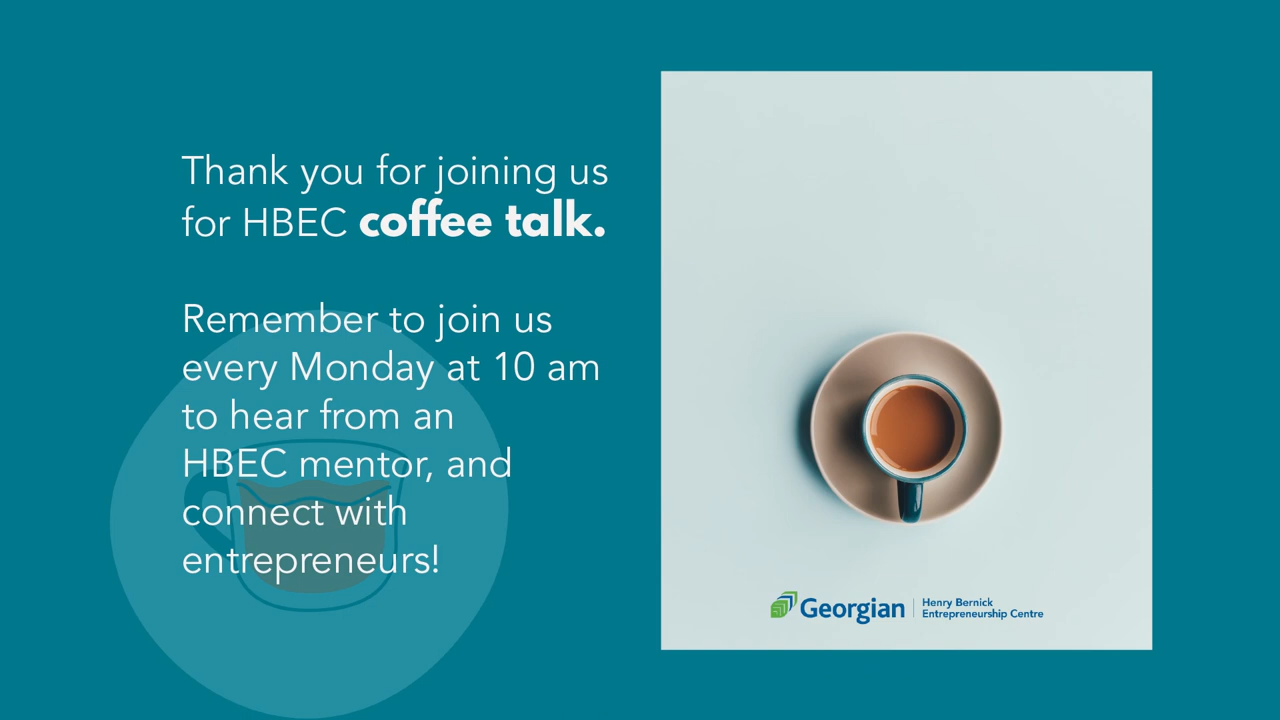 Thank you for joining us
for HBEC coffee talk.
Remember to join us
every Monday at 10 am
to hear from an
HBEC mentor, and
connect with
entrepreneurs!
Georgian
Henry Bernick
Entrepreneurship Centre